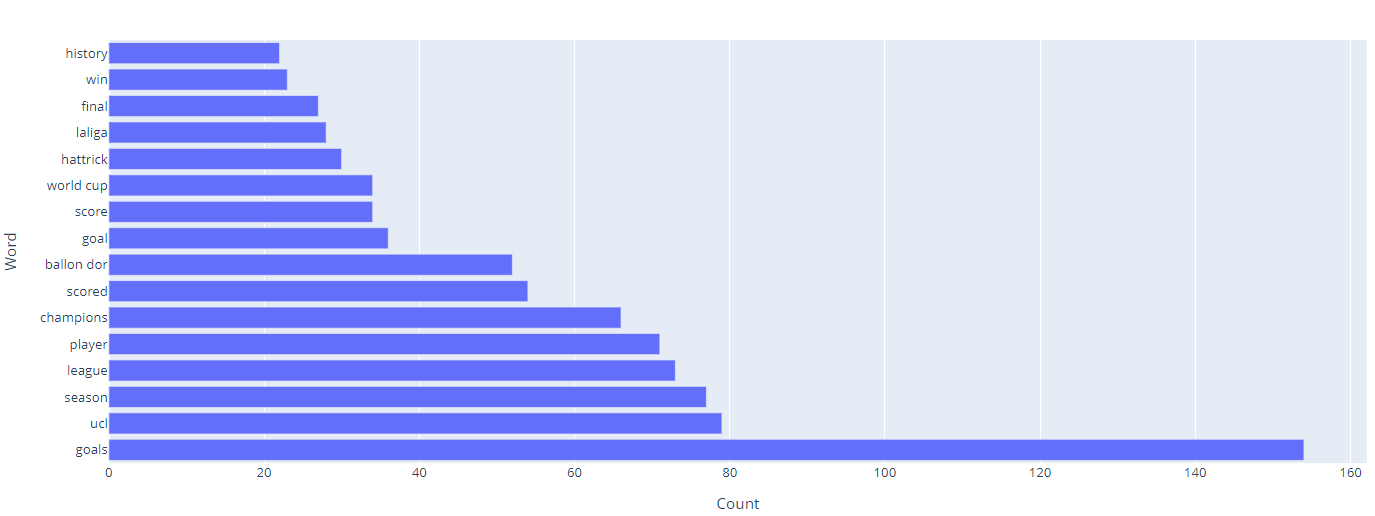 history
win
final
laliga
hattrick
world cup
score
goal
ballon dor
scored
champions
player
league
season
ucl
goals
Word
0 20 40 60 80 100 120 140 160
Count